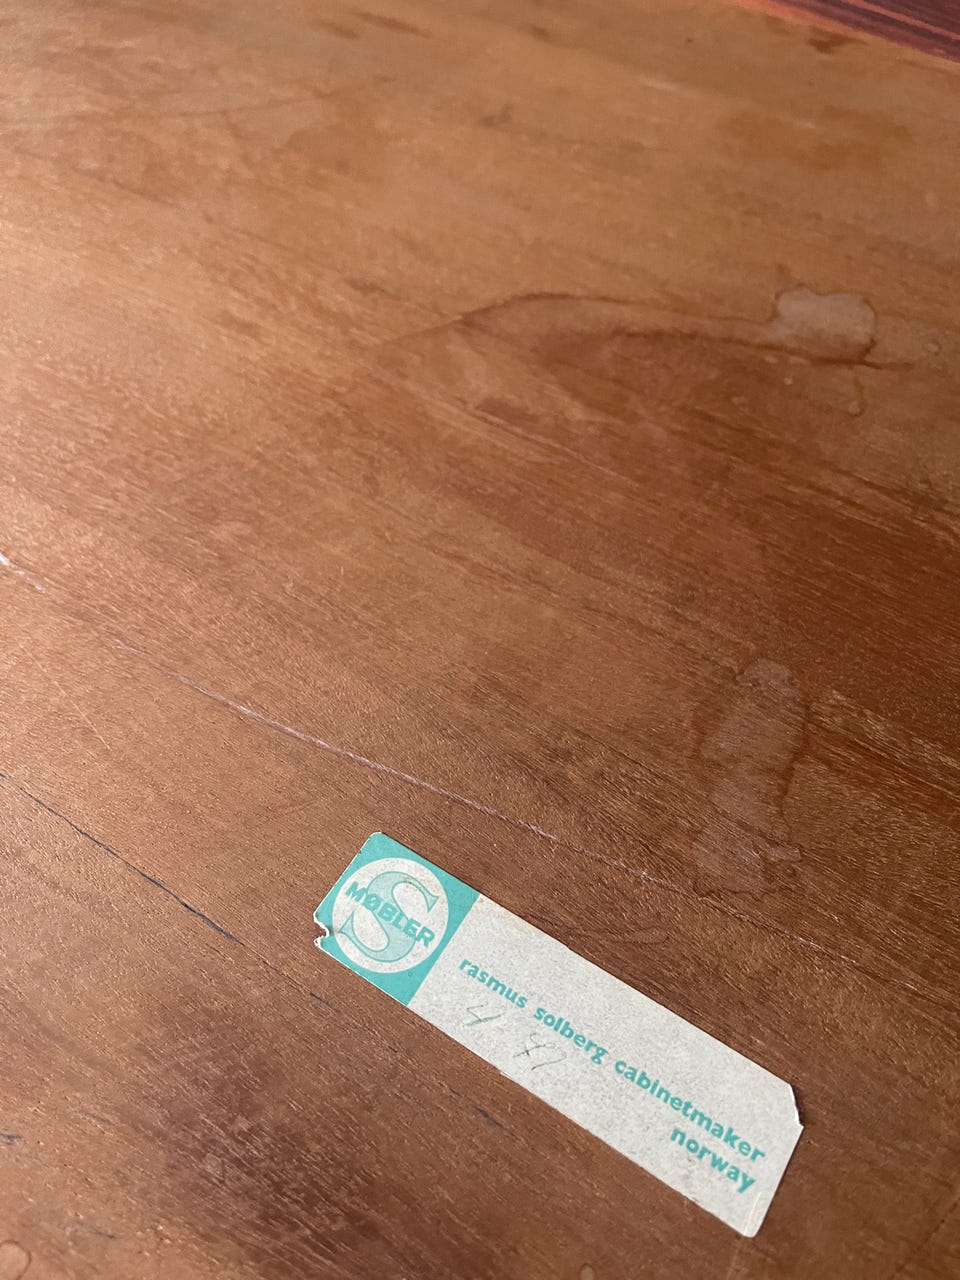 S
MØBLER
rasmus solberg cabinetmaker
norway